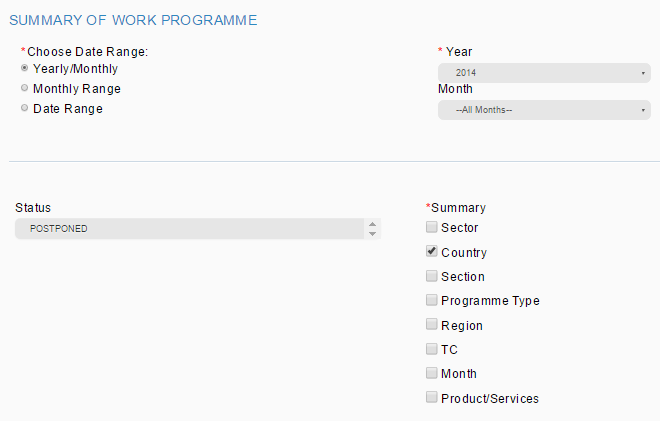 SUMMARY OF WORK PROGRAMME
*Choose Date Range:
Yearly/Monthly
Monthly Range
Date Range
* Year
2014
Month
--All Months--
Status
POSTPONED
*Summary
Sector
Country
Section
Programme Type
Region
TC
Month
Product/Services